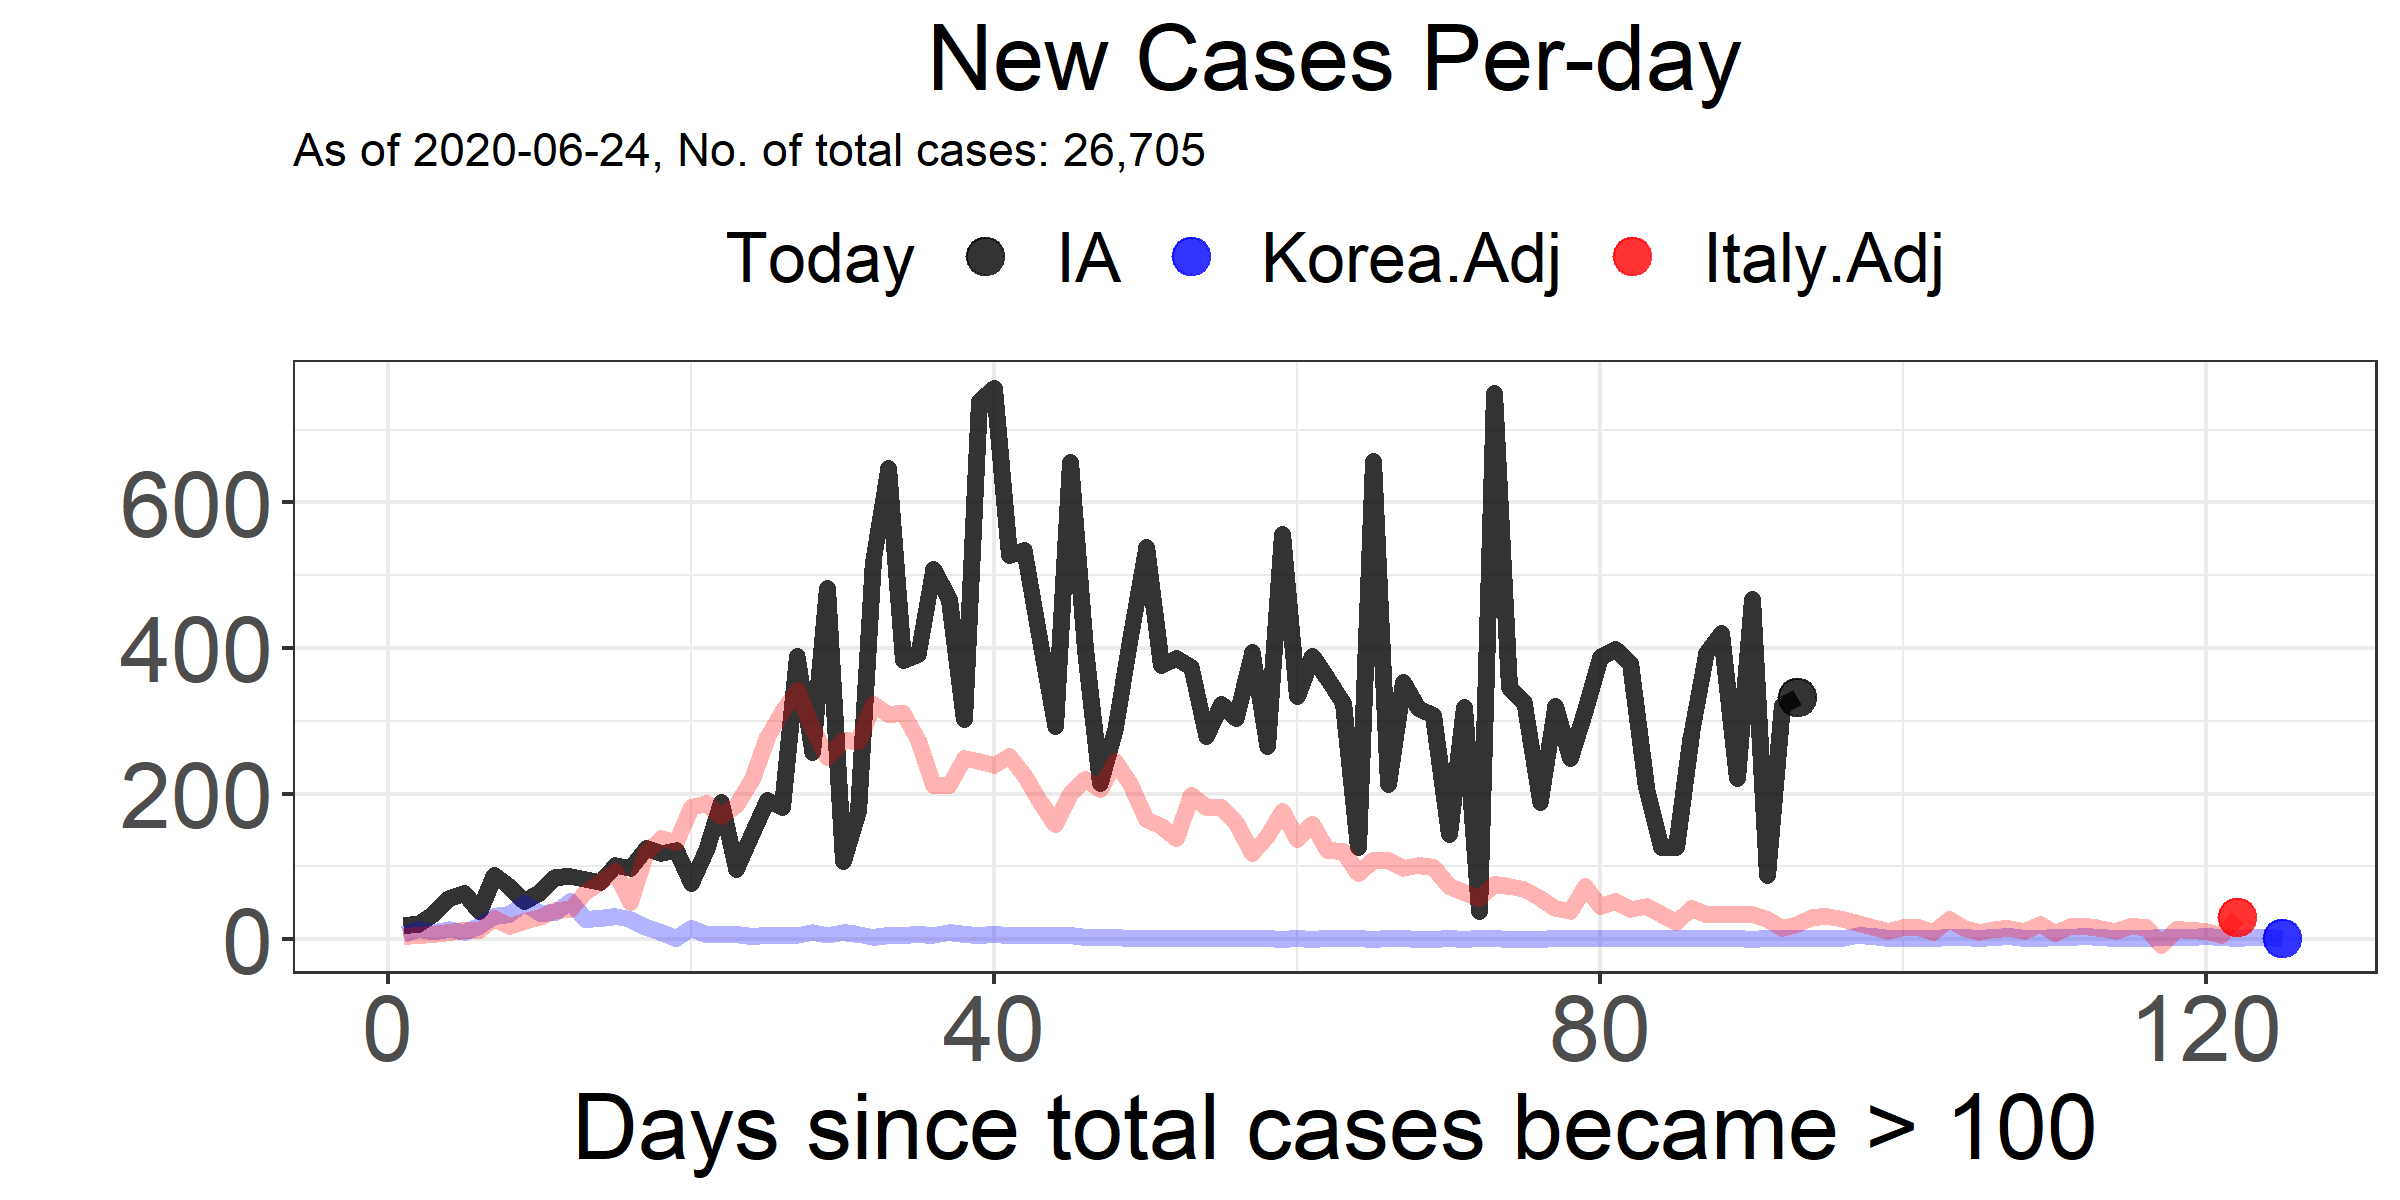 New Cases Per-day
As of 2020-06-24, No. of total cases: 26,705
Today IA Korea.Adj Italy.Adj
600
400
200
0
0 40 80 120
Days since total cases became > 100